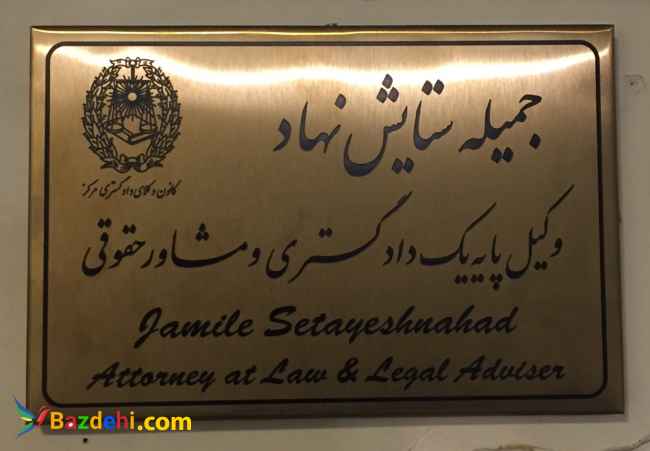 جمیله ستایش نهاد
کانون وکلای دادگستری مرکز
وکیل پایه یک دادگستری و مشاور حقوقی
Jamile Setayeshnahad
Attorney at Law & Legal Adviser
Bazdehi.com